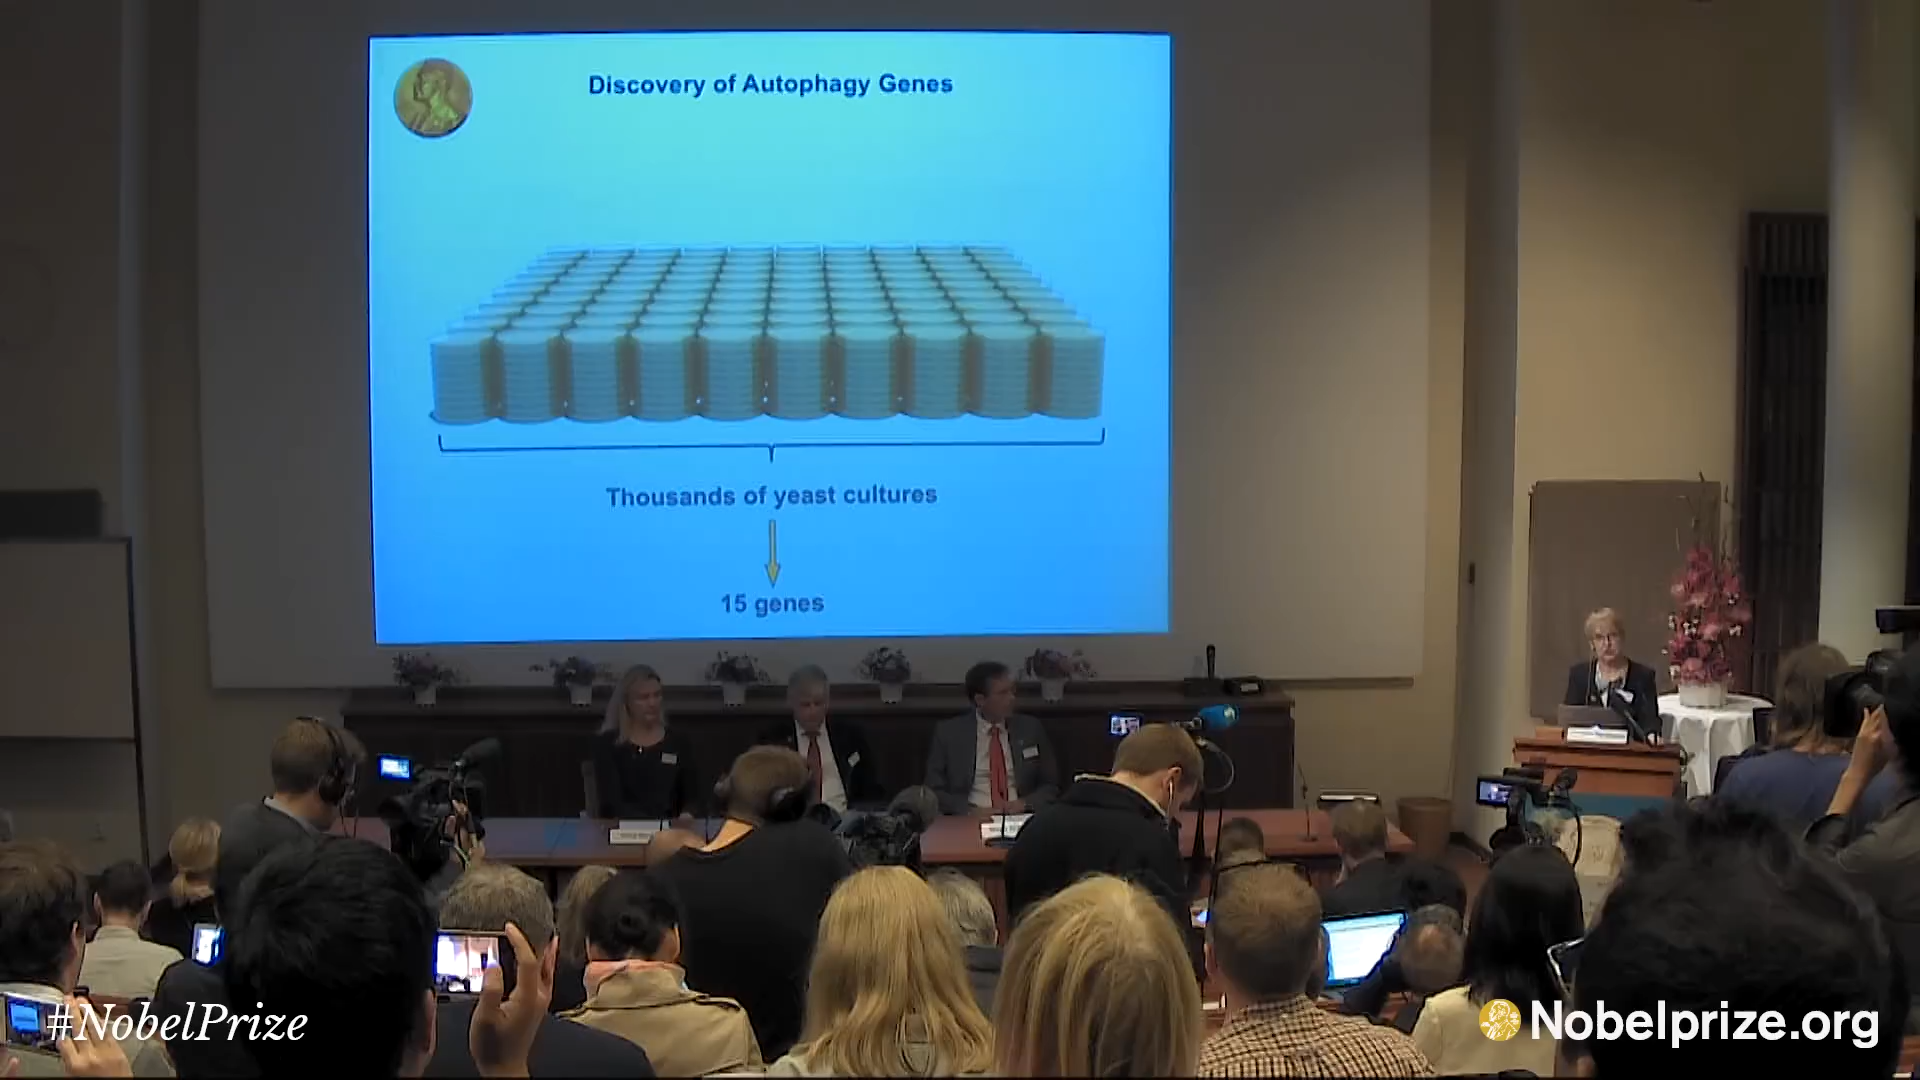 Discovery of Autophagy Genes
Thousands of yeast cultures
15 genes
#NobelPrize
Nobelprize.org